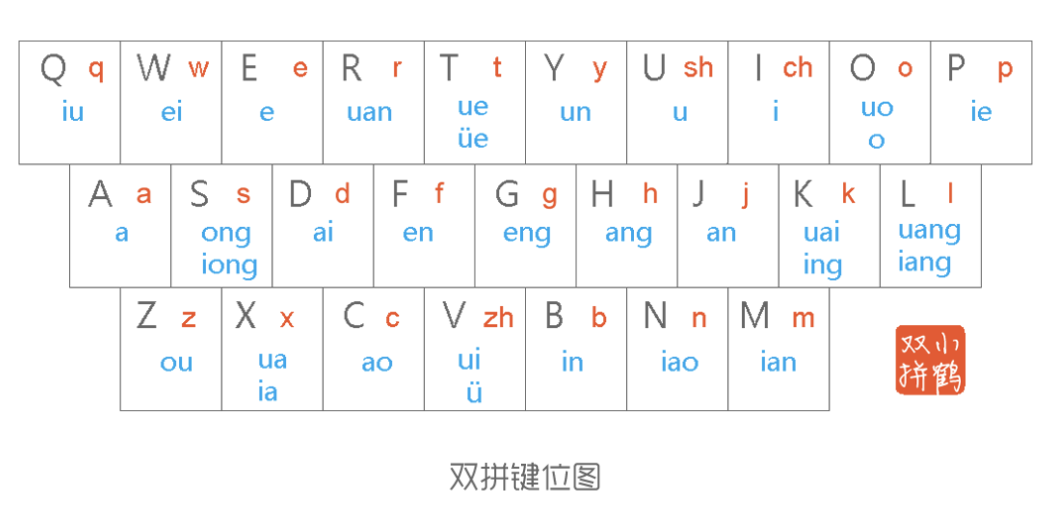 Q q W w E e R r T t Y y U sh I ch O o P p
iu ei e uan ue un u i uo ie
üe o
A a S s D d F f G g H h J j K k L l
a ong ai en eng ang an uai uang
iong ing iang
Z z X x C c V zh B b N n M m
ou ua ao ui in iao ian
ia ü
双小
拼鹤
双拼键位图